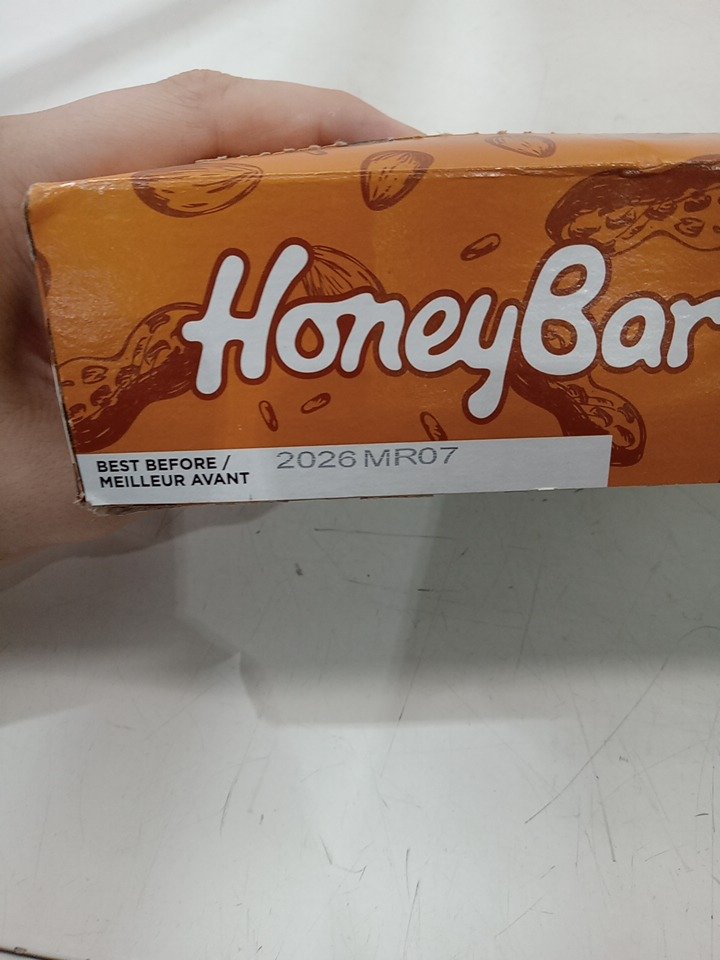 HoneyBar
BEST BEFORE / 2026 MR07
MEILLEUR AVANT